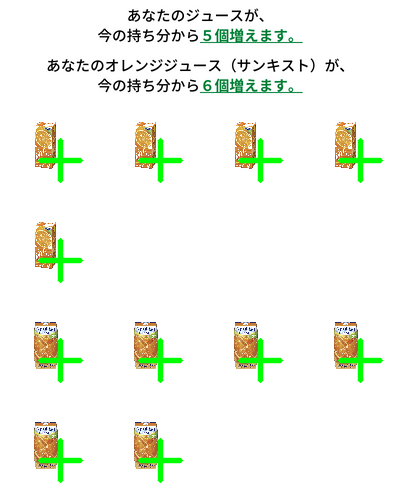 あなたのジュースが、
今の持ち分から５個増えます。
あなたのオレンジジュース（サンキスト）が、
今の持ち分から６個増えます。